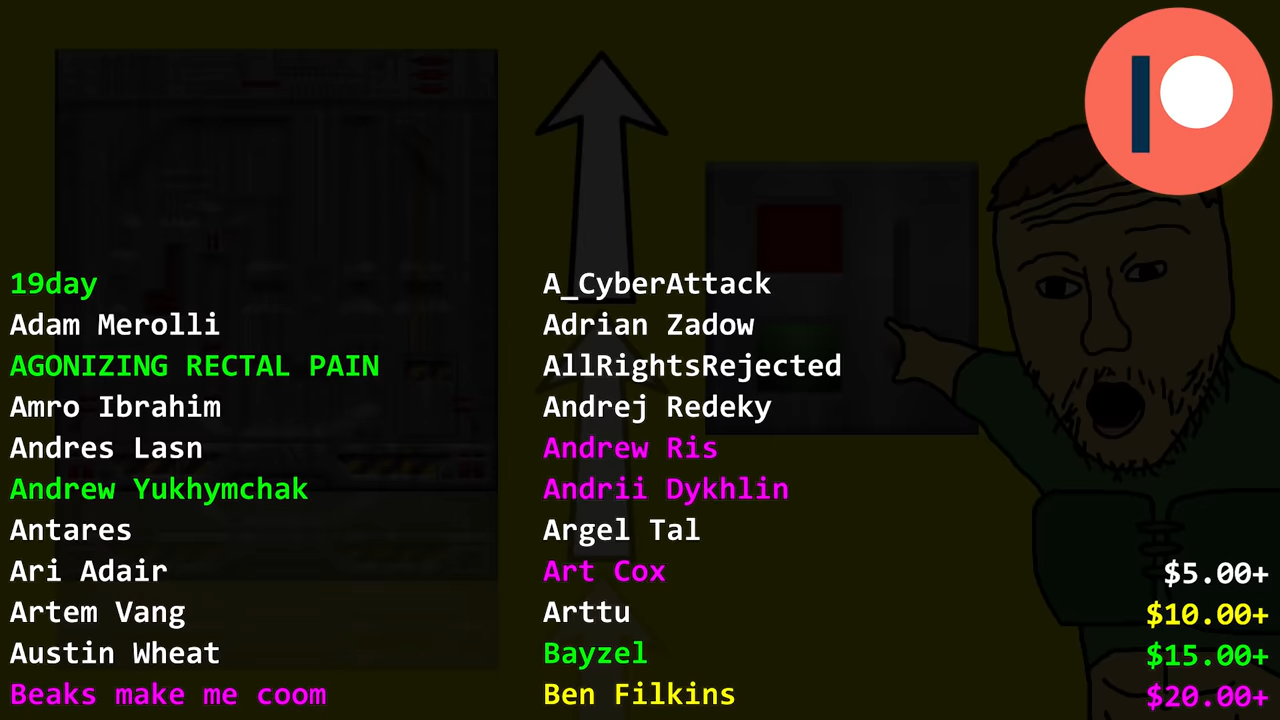 19day
A_CyberAttack
Adam Merolli
Adrian Zadow
AGONIZING RECTAL PAIN
AllRightsRejected
Amro Ibrahim
Andrej Redeky
Andres Lasn
Andrew Ris
Andrew Yukhymchak
Andrii Dykhlin
Antares
Argel Tal
Ari Adair
Art Cox
$5.00+
Artem Vang
Arttu
$10.00+
Austin Wheat
Bayzel
$15.00+
Beaks make me coom
Ben Filkins
$20.00+